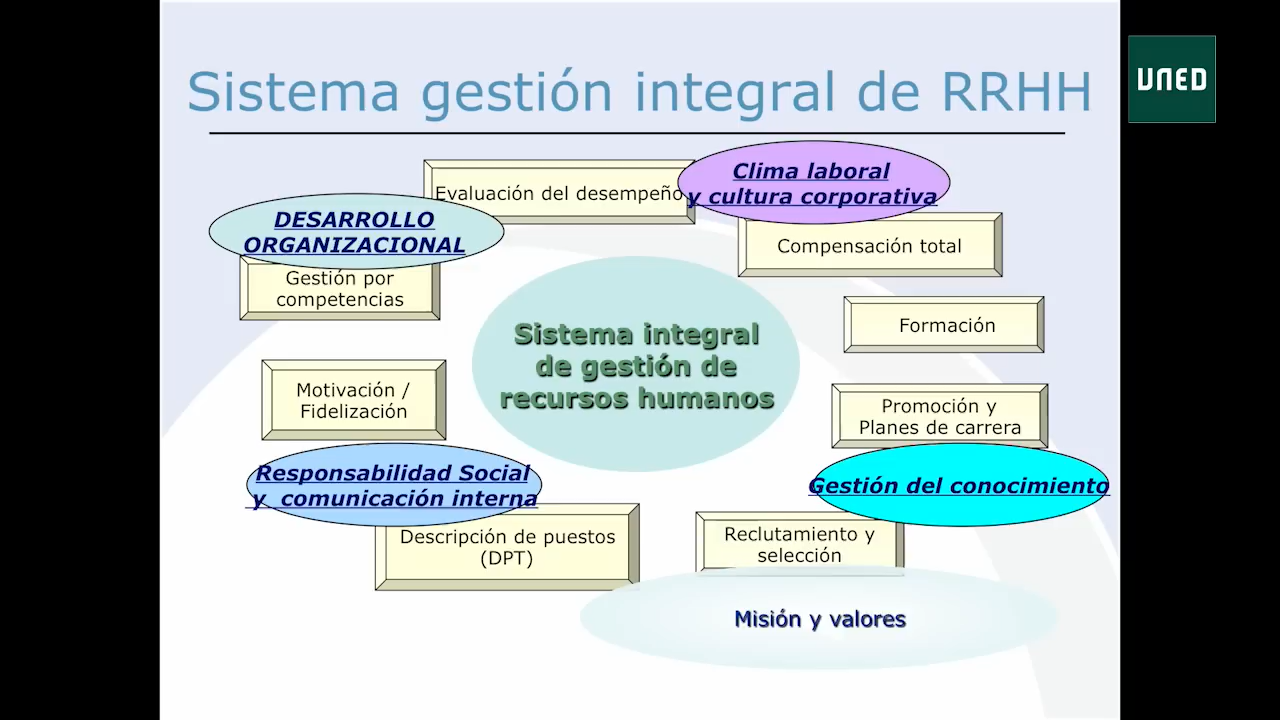 Sistema gestión integral de RRHH
UNED
Evaluación del desempeño
Clima laboral
y cultura corporativa
DESARROLLO
ORGANIZACIONAL
Compensación total
Gestión por
competencias
Formación
Sistema integral
de gestión de
recursos humanos
Motivación /
Fidelización
Promoción y
Planes de carrera
Responsabilidad Social
y comunicación interna
Gestión del conocimiento
Descripción de puestos
(DPT)
Reclutamiento y
selección
Misión y valores